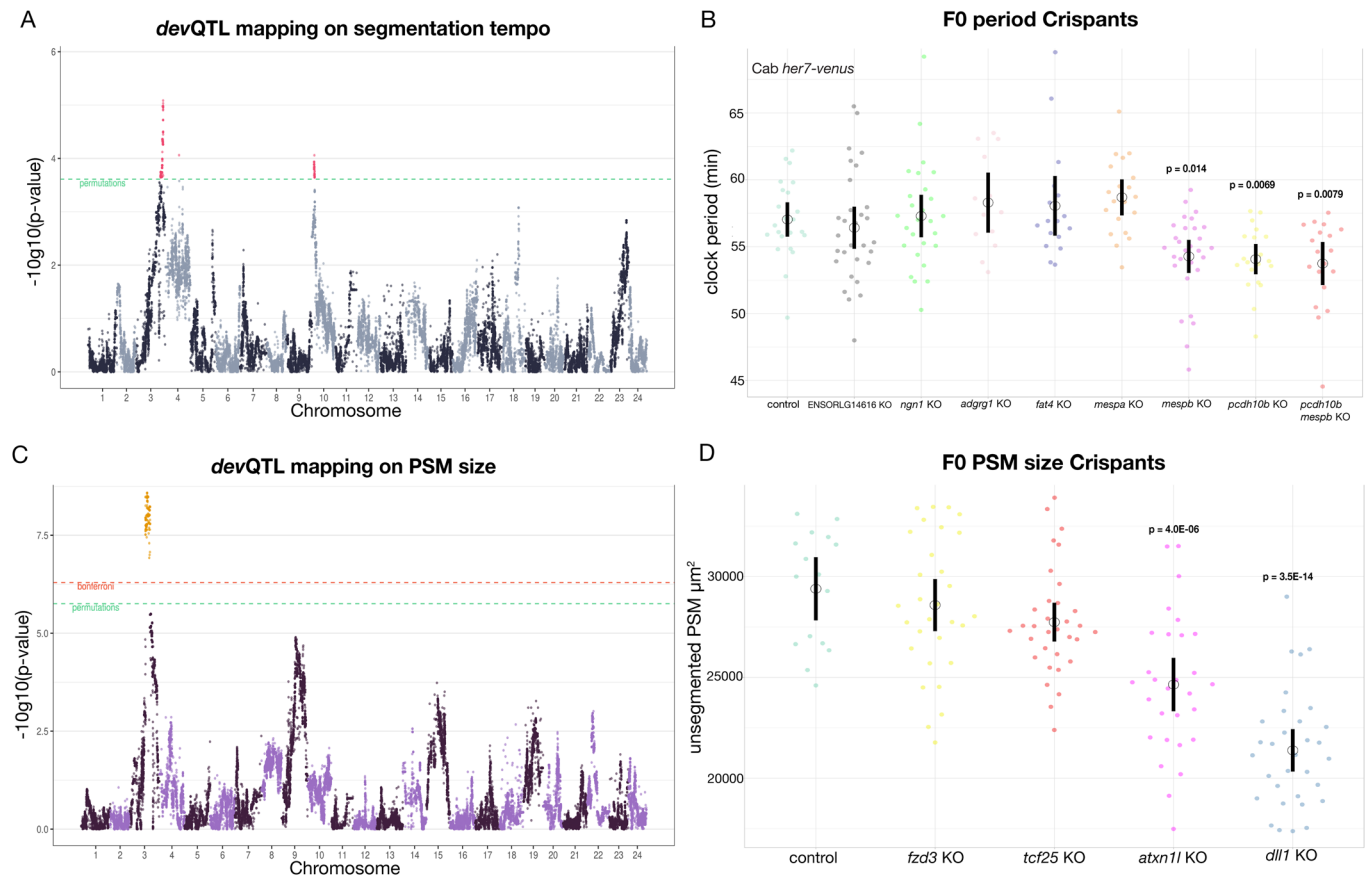 A
devQTL mapping on segmentation tempo
6
4
2
0
-10g10(p-value)
permutations
1 2 3 4 5 6 7 8 9 10 11 12 13 14 15 16 17 18 19 20 21 22 23 24
Chromosome
B
F0 period Crispants
Cab her7-venus
65
60
55
50
45
clock period (min)
p = 0.014
p = 0.0069
p = 0.0079
control ENSORLG14616 KO ngn1 KO adgrg1 KO fat4 KO mespa KO mespb KO pcdh10b KO pcdh10b
mespb KO
C
devQTL mapping on PSM size
7.5
5.0
2.5
0.0
-10g10(p-value)
bonferroni
permutations
1 2 3 4 5 6 7 8 9 10 11 12 13 14 15 16 17 18 19 20 21 22 23 24
Chromosome
D
F0 PSM size Crispants
30000
25000
20000
unsegmented PSM µm²
p = 4.0E-06
p = 3.5E-14
control fzd3 KO tcf25 KO atxn1l KO dll1 KO